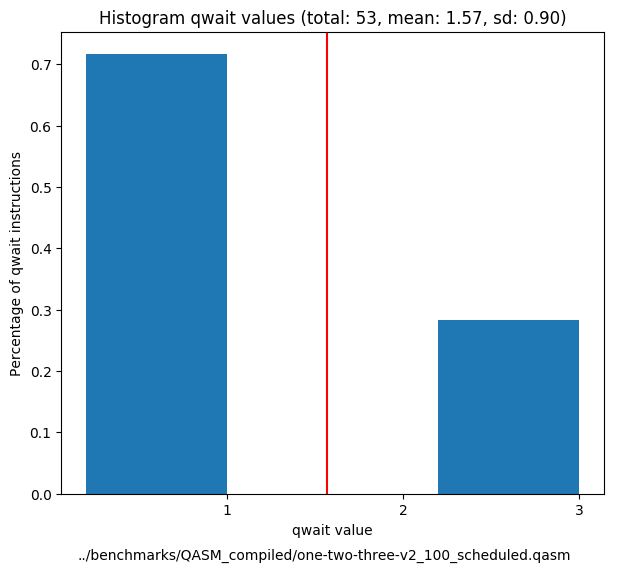 Histogram qwait values (total: 53, mean: 1.57, sd: 0.90)
Percentage of qwait instructions
0.7
0.6
0.5
0.4
0.3
0.2
0.1
0.0
1 2 3
qwait value
../benchmarks/QASM_compiled/one-two-three-v2_100_scheduled.qasm